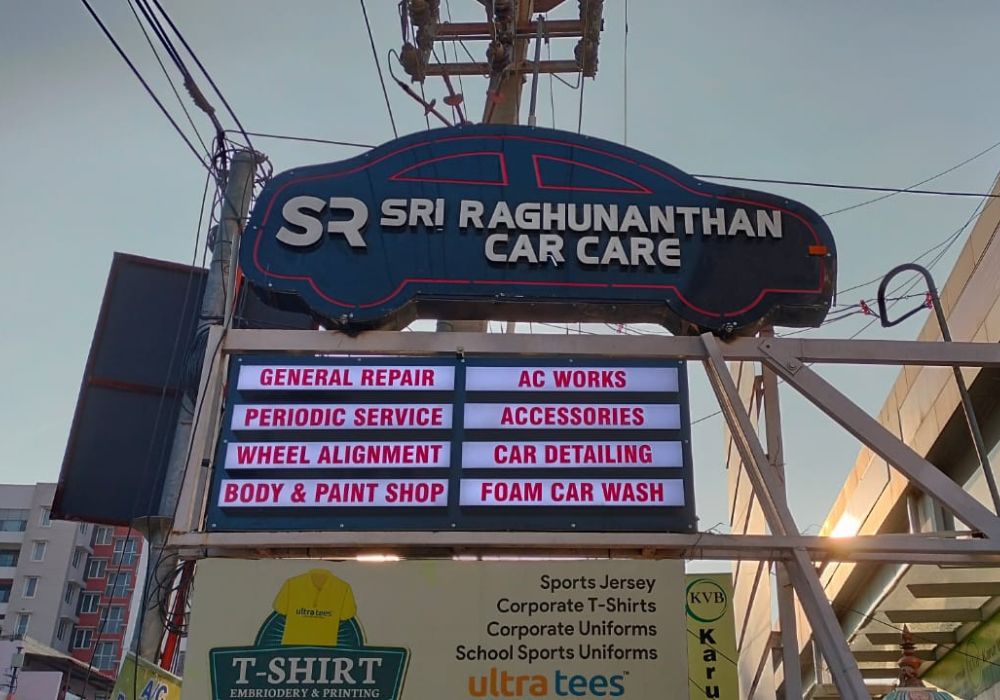 SR SRI RAGHUNANTHAN
CAR CARE
GENERAL REPAIR
AC WORKS
PERIODIC SERVICE
ACCESSORIES
WHEEL ALIGNMENT
CAR DETAILING
BODY & PAINT SHOP
FOAM CAR WASH
ultra tees
T-SHIRT
EMBRIODERY & PRINTING
Sports Jersey
Corporate T-Shirts
Corporate Uniforms
School Sports Uniforms
ultra tees™
KVB
Karu
A/C